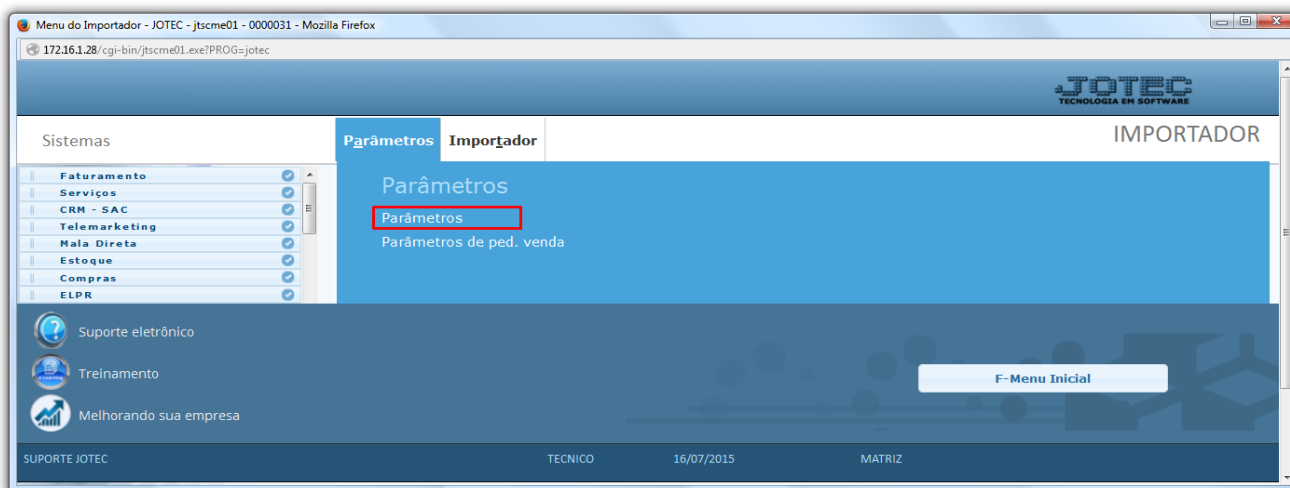 Menu do Importador - JOTEC - jtscme01 - 0000031 - Mozilla Firefox
172.16.1.28/cgi-bin/jtscme01.exe?PROG=jotec
JOTEC
TECNOLOGIA EM SOFTWARE
Sistemas
Parâmetros Importador
IMPORTADOR
Faturamento
Serviços
CRM - SAC
Telemarketing
Mala Direta
Estoque
Compras
ELPR
Parâmetros
Parâmetros
Parâmetros de ped. venda
Suporte eletrônico
Treinamento
Melhorando sua empresa
F-Menu Inicial
SUPORTE JOTEC TECNICO 16/07/2015 MATRIZ